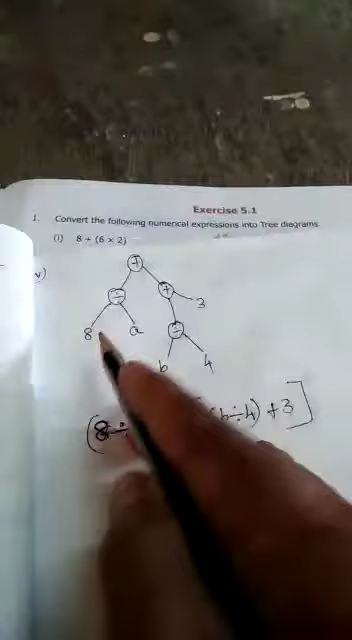 Exercise 5.1
1. Convert the following numerical expressions into Tree diagrams
(i) 8 + (6 × 2)
v)
+
÷ + 3
8 a ÷
b 4
(8 ÷ (b÷4) + 3]